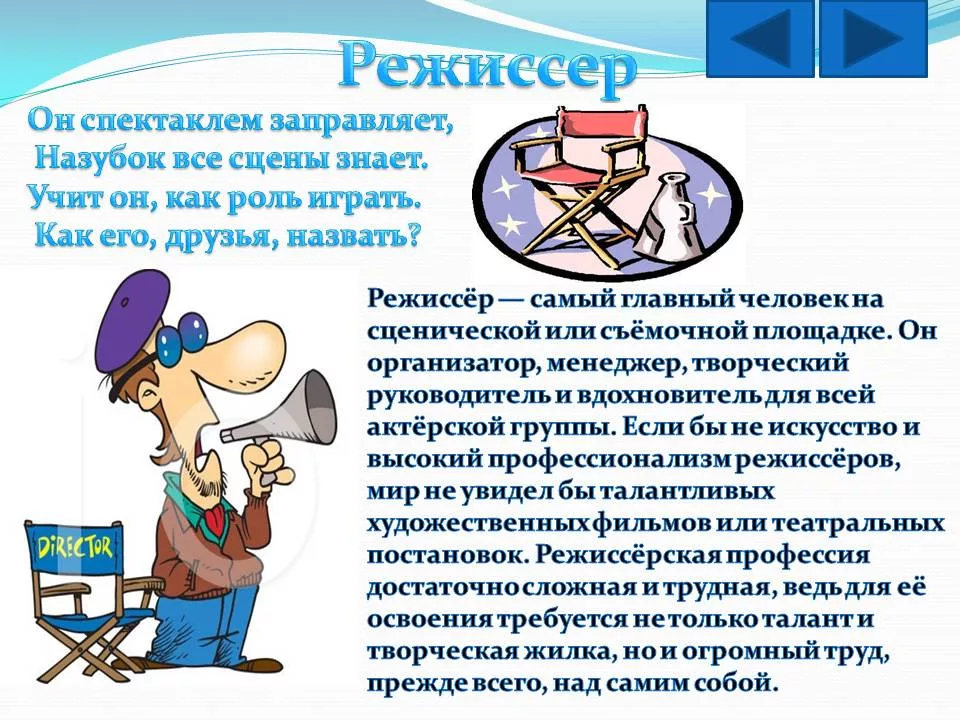 Режиссер
Он спектаклем заправляет,
Назубок все сцены знает.
Учит он, как роль играть.
Как его, друзья, назвать?
Режиссёр — самый главный человек на
сценической или съёмочной площадке. Он
организатор, менеджер, творческий
руководитель и вдохновитель для всей
актёрской группы. Если бы не искусство и
высокий профессионализм режиссёров,
мир не увидел бы талантливых
художественных фильмов или театральных
постановок. Режиссёрская профессия
достаточно сложная и трудная, ведь для её
освоения требуется не только талант и
творческая жилка, но и огромный труд,
прежде всего, над самим собой.
DIRECTOR